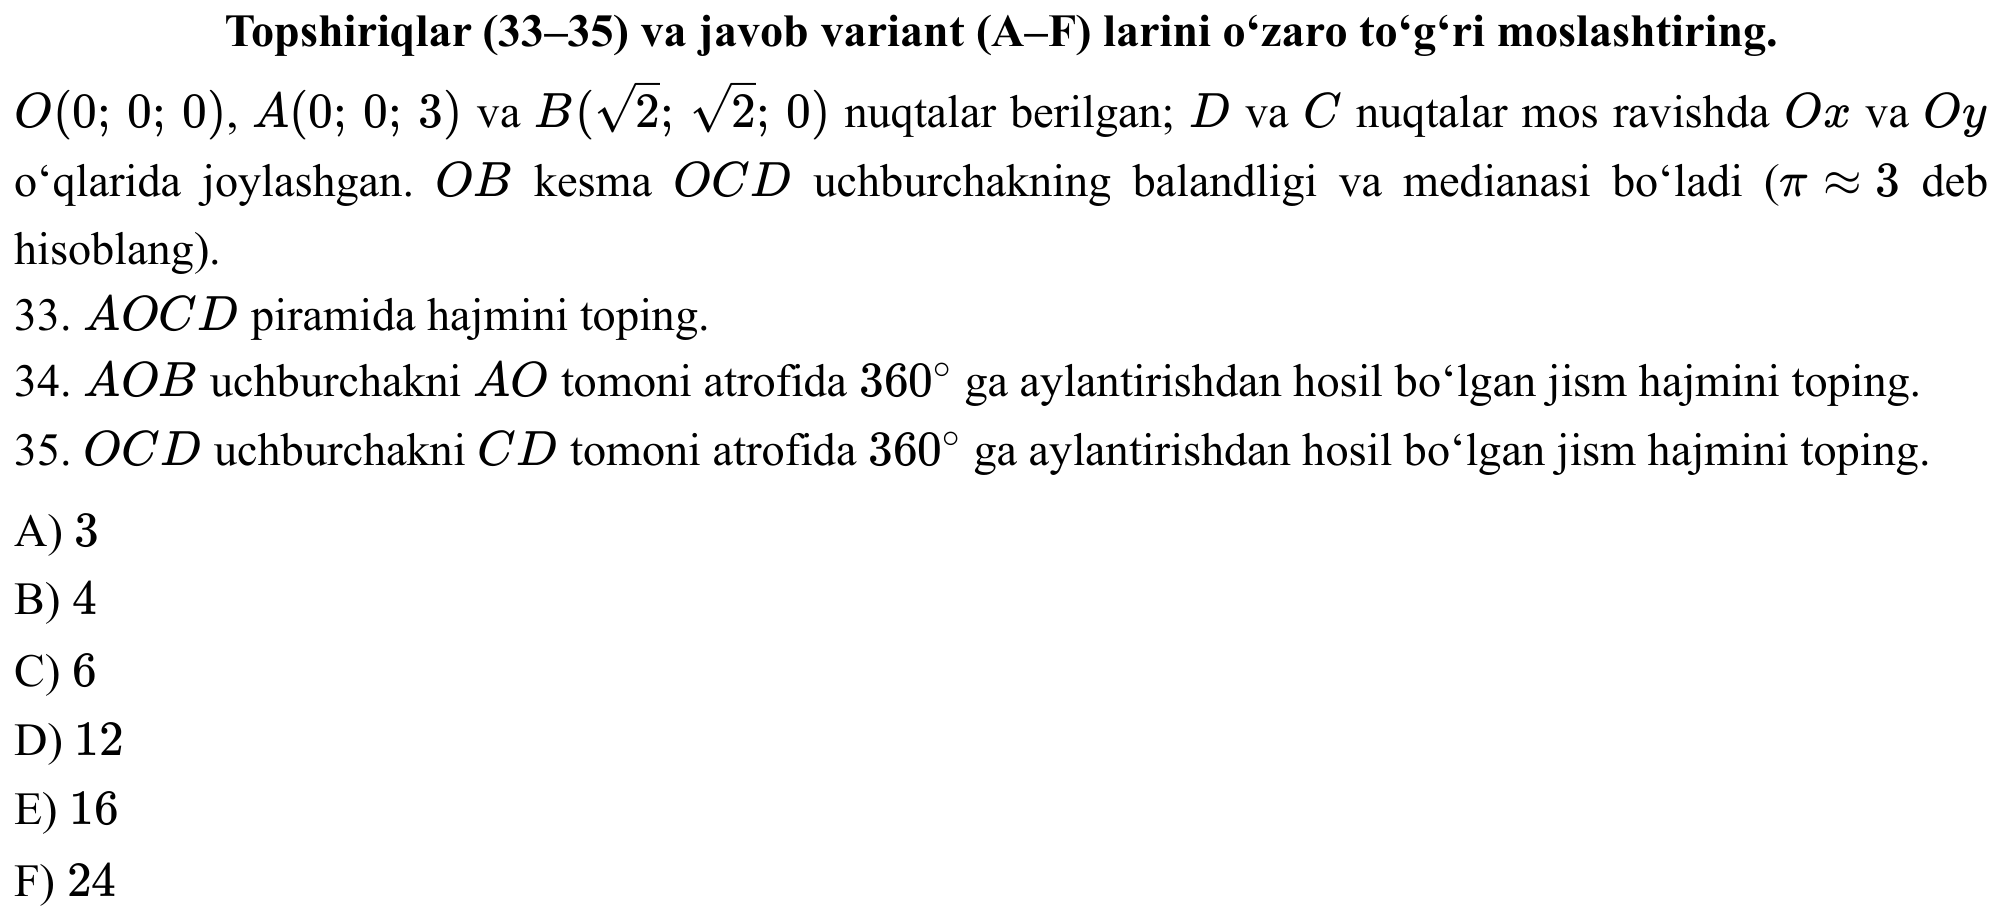 Topshiriqlar (33–35) va javob variant (A–F) larini o‘zaro to‘g‘ri moslashtiring.
O(0; 0; 0), A(0; 0; 3) va B(√2; √2; 0) nuqtalar berilgan; D va C nuqtalar mos ravishda Ox va Oy
o‘qlarida joylashgan. OB kesma OCD uchburchakning balandligi va medianasi bo‘ladi (π ≈ 3 deb
hisoblang).
33. AOCD piramida hajmini toping.
34. AOB uchburchakni AO tomoni atrofida 360° ga aylantirishdan hosil bo‘lgan jism hajmini toping.
35. OCD uchburchakni CD tomoni atrofida 360° ga aylantirishdan hosil bo‘lgan jism hajmini toping.
A) 3
B) 4
C) 6
D) 12
E) 16
F) 24